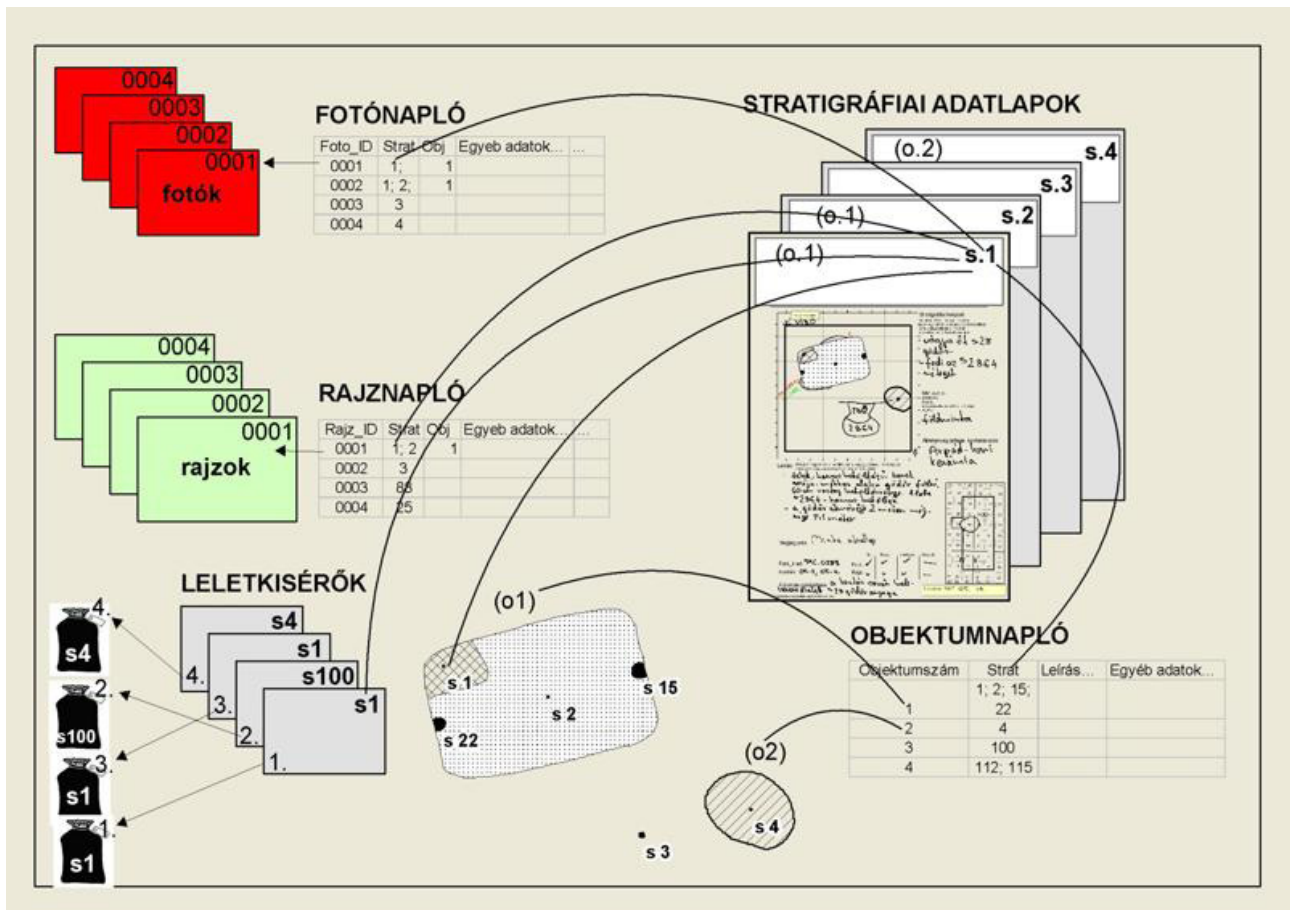 0004
0003
0002
0001
fotók
FOTÓNAPLÓ
Foto_ID Strat Obj Egyeb adatok... ...
0001 1; 1
0002 1; 2; 1
0003 3
0004 4
STRATIGRÁFIAI ADATLAPOK
(o.2) s.4
s.3
(o.1) s.2
(o.1) s.1
0004
0003
0002
0001
rajzok
RAJZNAPLÓ
Rajz_ID Strat Obj Egyeb adatok... ...
0001 1; 2 1
0002 3
0003 83
0004 25
fedi az
2864
LELETKISÉRŐK
s4
4.
s1
3.
s100
2.
s1
1.
4.
s4
2.
s100
3.
s1
1.
s1
(o1)
s 1
s 2
s 15
s 22
(o2)
s 4
s 3
OBJEKTUMNAPLÓ
Objektumszám Strat Leírás... Egyéb adatok...
1; 2; 15;
1 22
2 4
3 100
4 112; 115